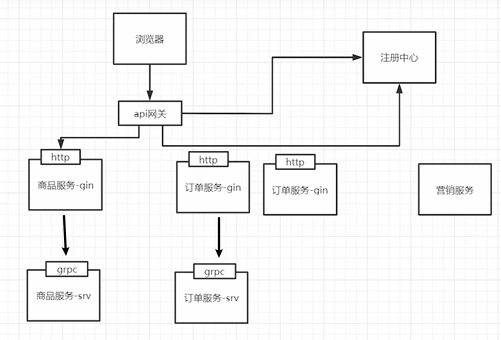 浏览器
注册中心
api网关
http
商品服务-gin
http
订单服务-gin
http
订单服务-gin
营销服务
grpc
商品服务-srv
grpc
订单服务-srv